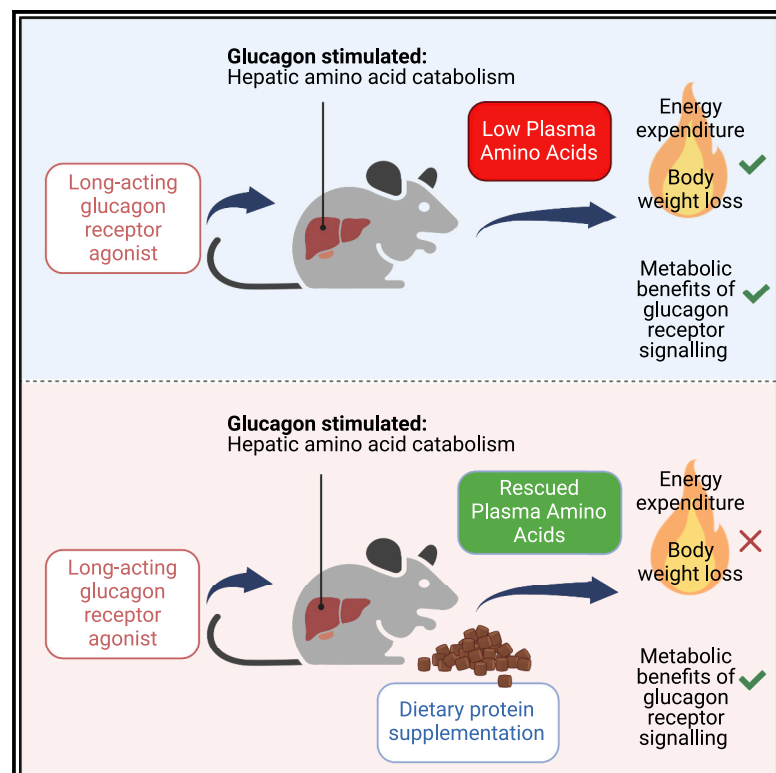 Glucagon stimulated:
Hepatic amino acid catabolism
Long-acting
glucagon
receptor
agonist
Low Plasma
Amino Acids
Energy
expenditure
Body
weight loss
Metabolic
benefits of
glucagon
receptor
signalling
Glucagon stimulated:
Hepatic amino acid catabolism
Long-acting
glucagon
receptor
agonist
Rescued
Plasma Amino
Acids
Dietary protein
supplementation
Energy
expenditure
Body
weight loss
Metabolic
benefits of
glucagon
receptor
signalling